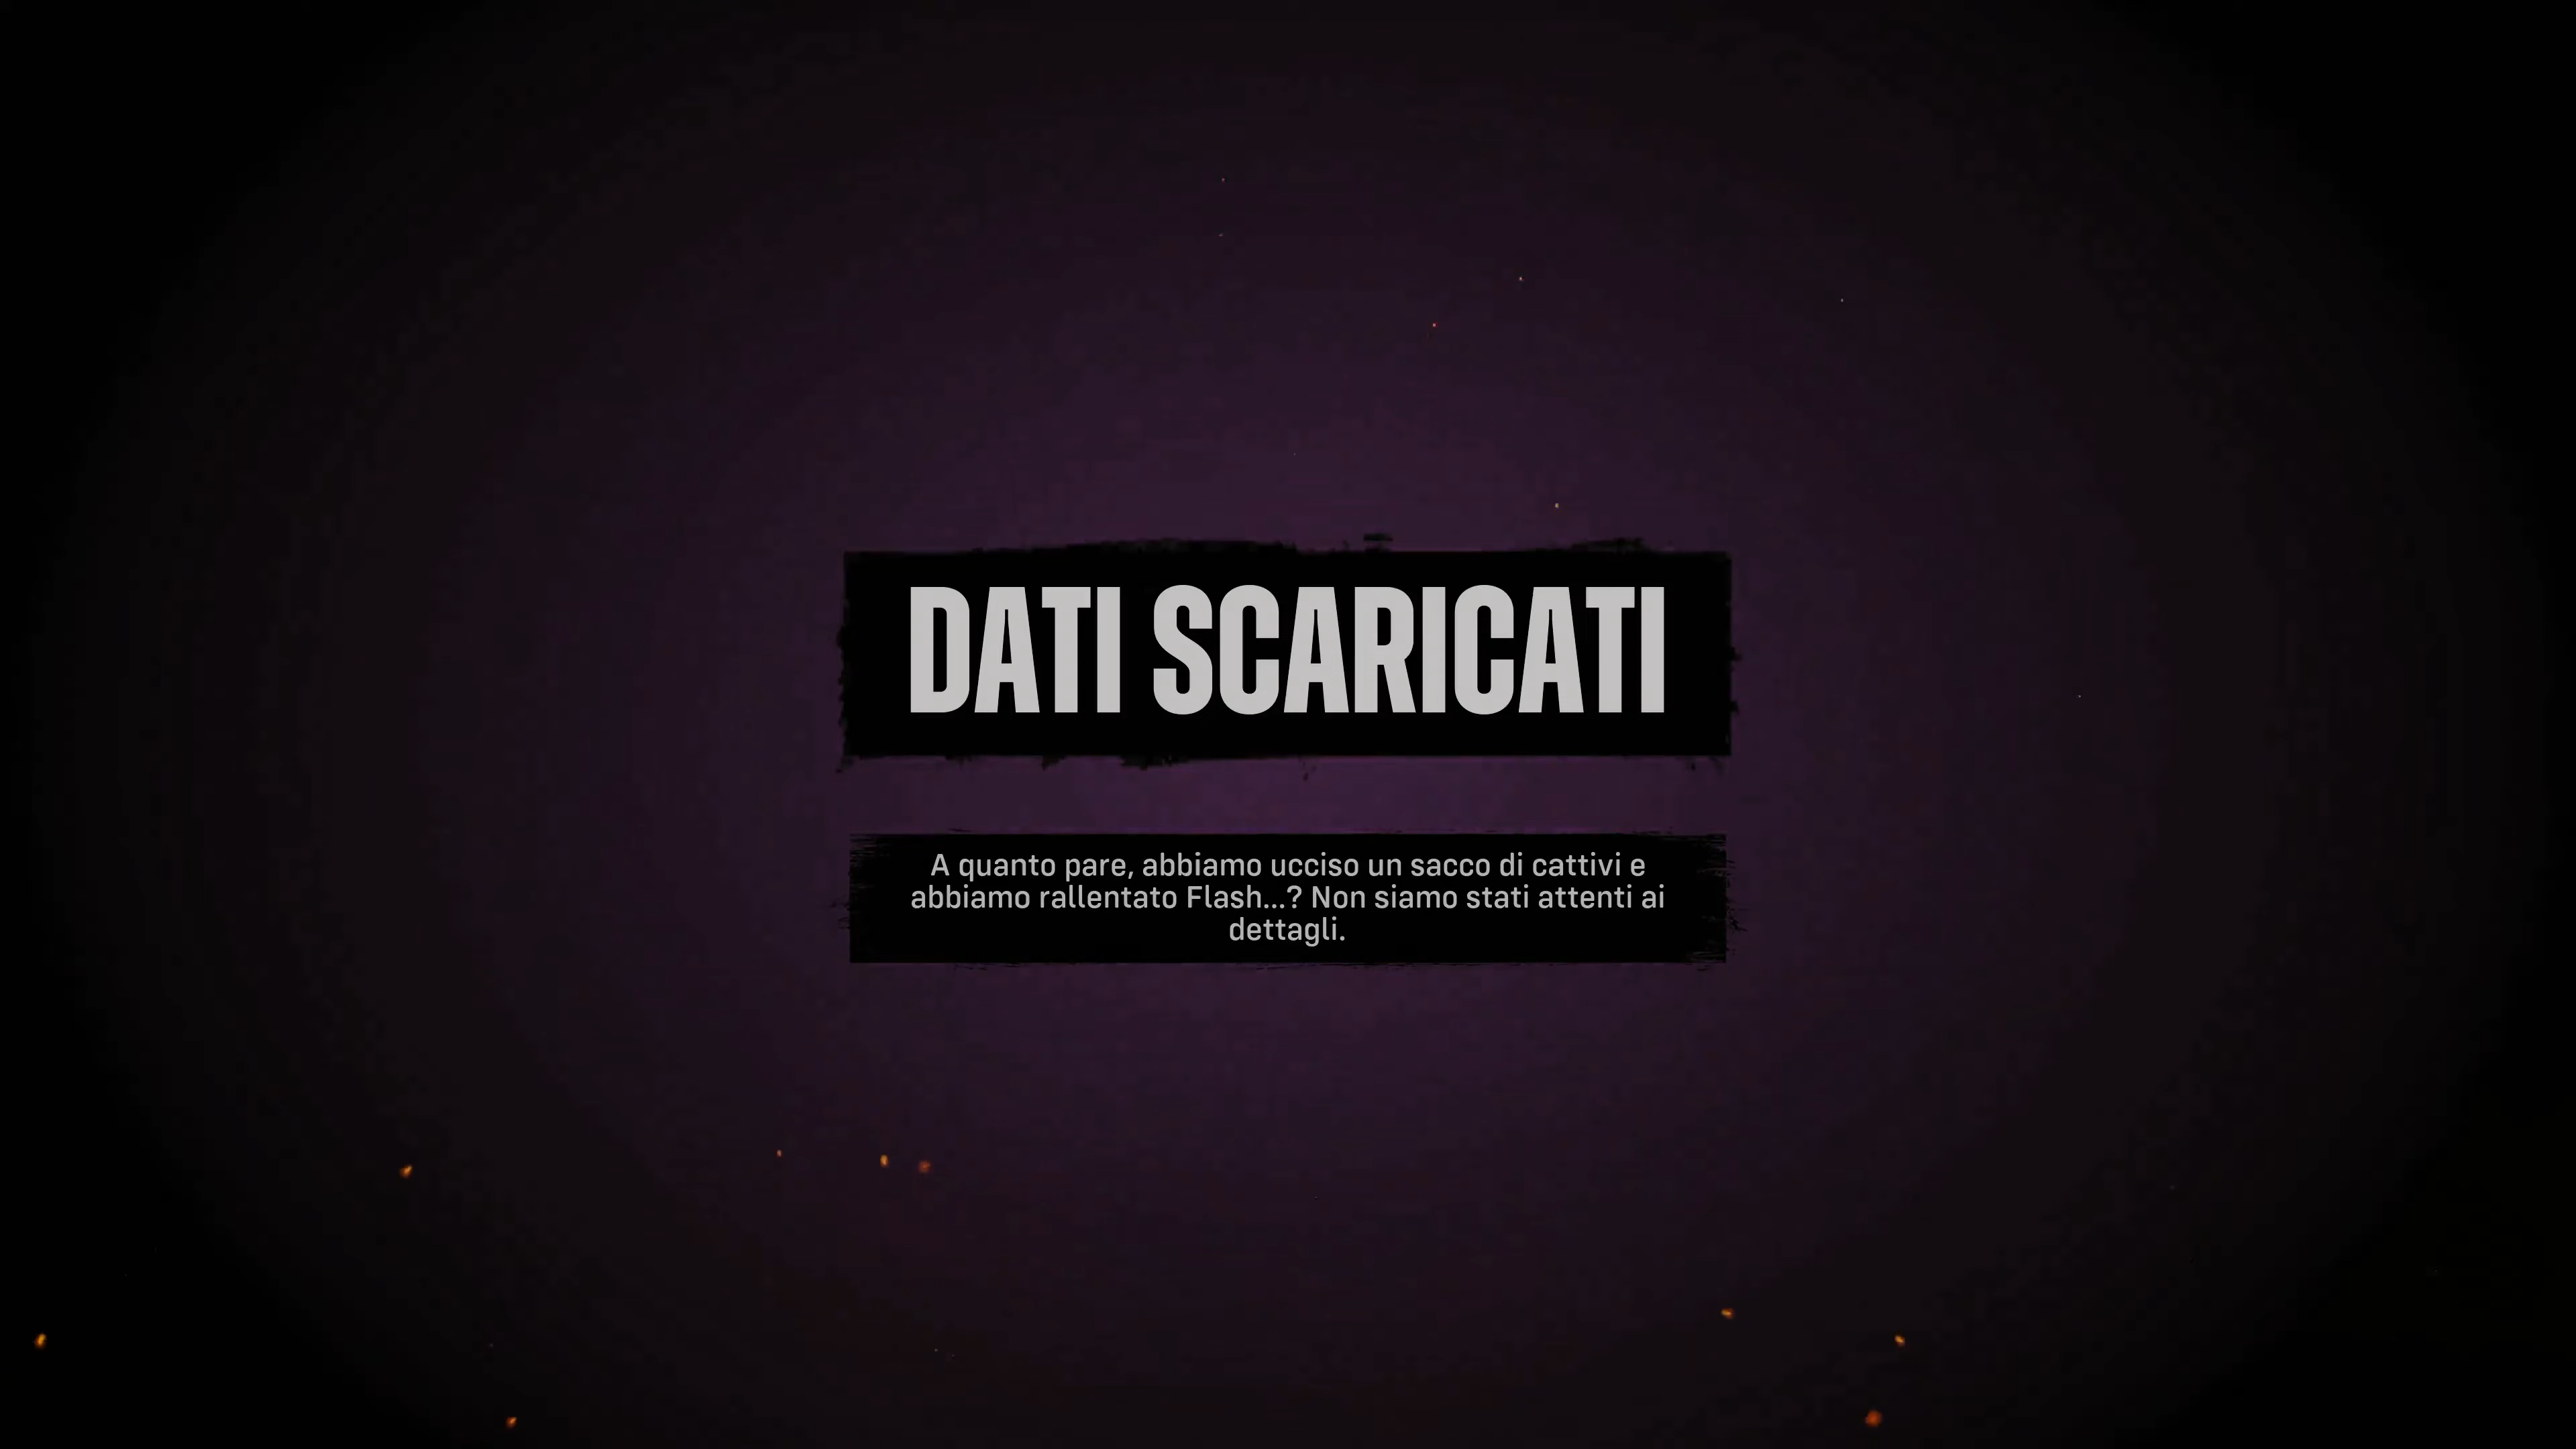 DATI SCARICATI
A quanto pare, abbiamo ucciso un sacco di cattivi e
abbiamo rallentato Flash...? Non siamo stati attenti ai
dettagli.